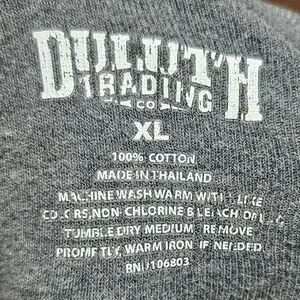 DULUTH
TRADING
CO
XL
100% COTTON
MADE IN THAILAND
MACHINE WASH WARM WITH LIKE
COLORS, NON-CHLORINE BLEACH ONLY.
TUMBLE DRY MEDIUM, REMOVE
PROMPTLY, WARM IRON IF NEEDED.
RN#106803